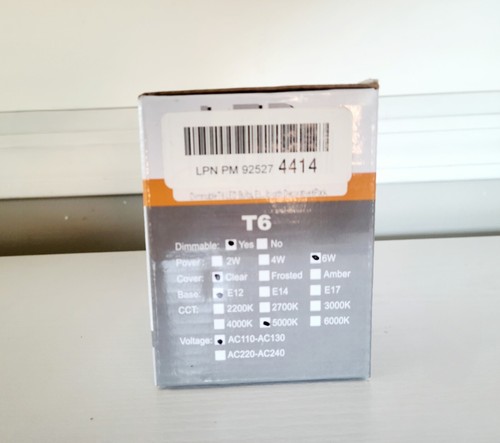 LED
LPN PM 92527 4414
T6
Dimmable: Yes No
Power: 2W 4W 6W
Cover: Clear Frosted Amber
Base: E12 E14 E17
CCT: 2200K 2700K 3000K
4000K 5000K 6000K
Voltage: AC110-AC130
AC220-AC240